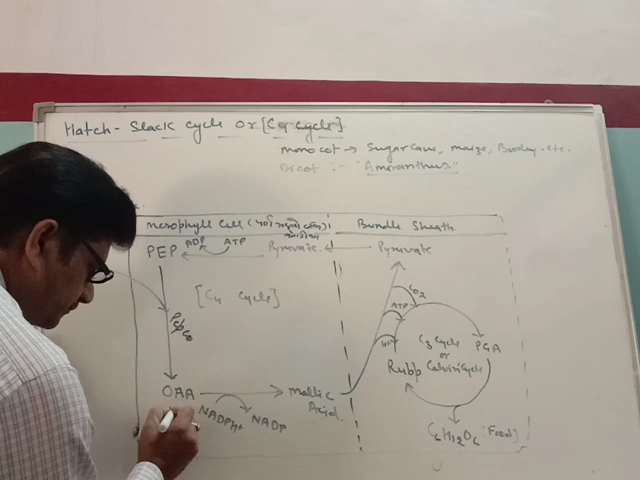 Hatch-Slack Cycle Or [C4 Cycle]
Monocot → Sugarcane, maize, Barley etc.
Dicot :- "Amaranthus"
Mesophyll Cell ( Bundle Sheath
PEP ADP ATP Pyruvate ← Pyruvate
[C4 Cycle]
CO2
ATP
C3 Cycle PGA
or
Rubp Calvin Cycle
OAA → Mallic
Acid
NADPH+ NADP
C6H12O6 (Food)